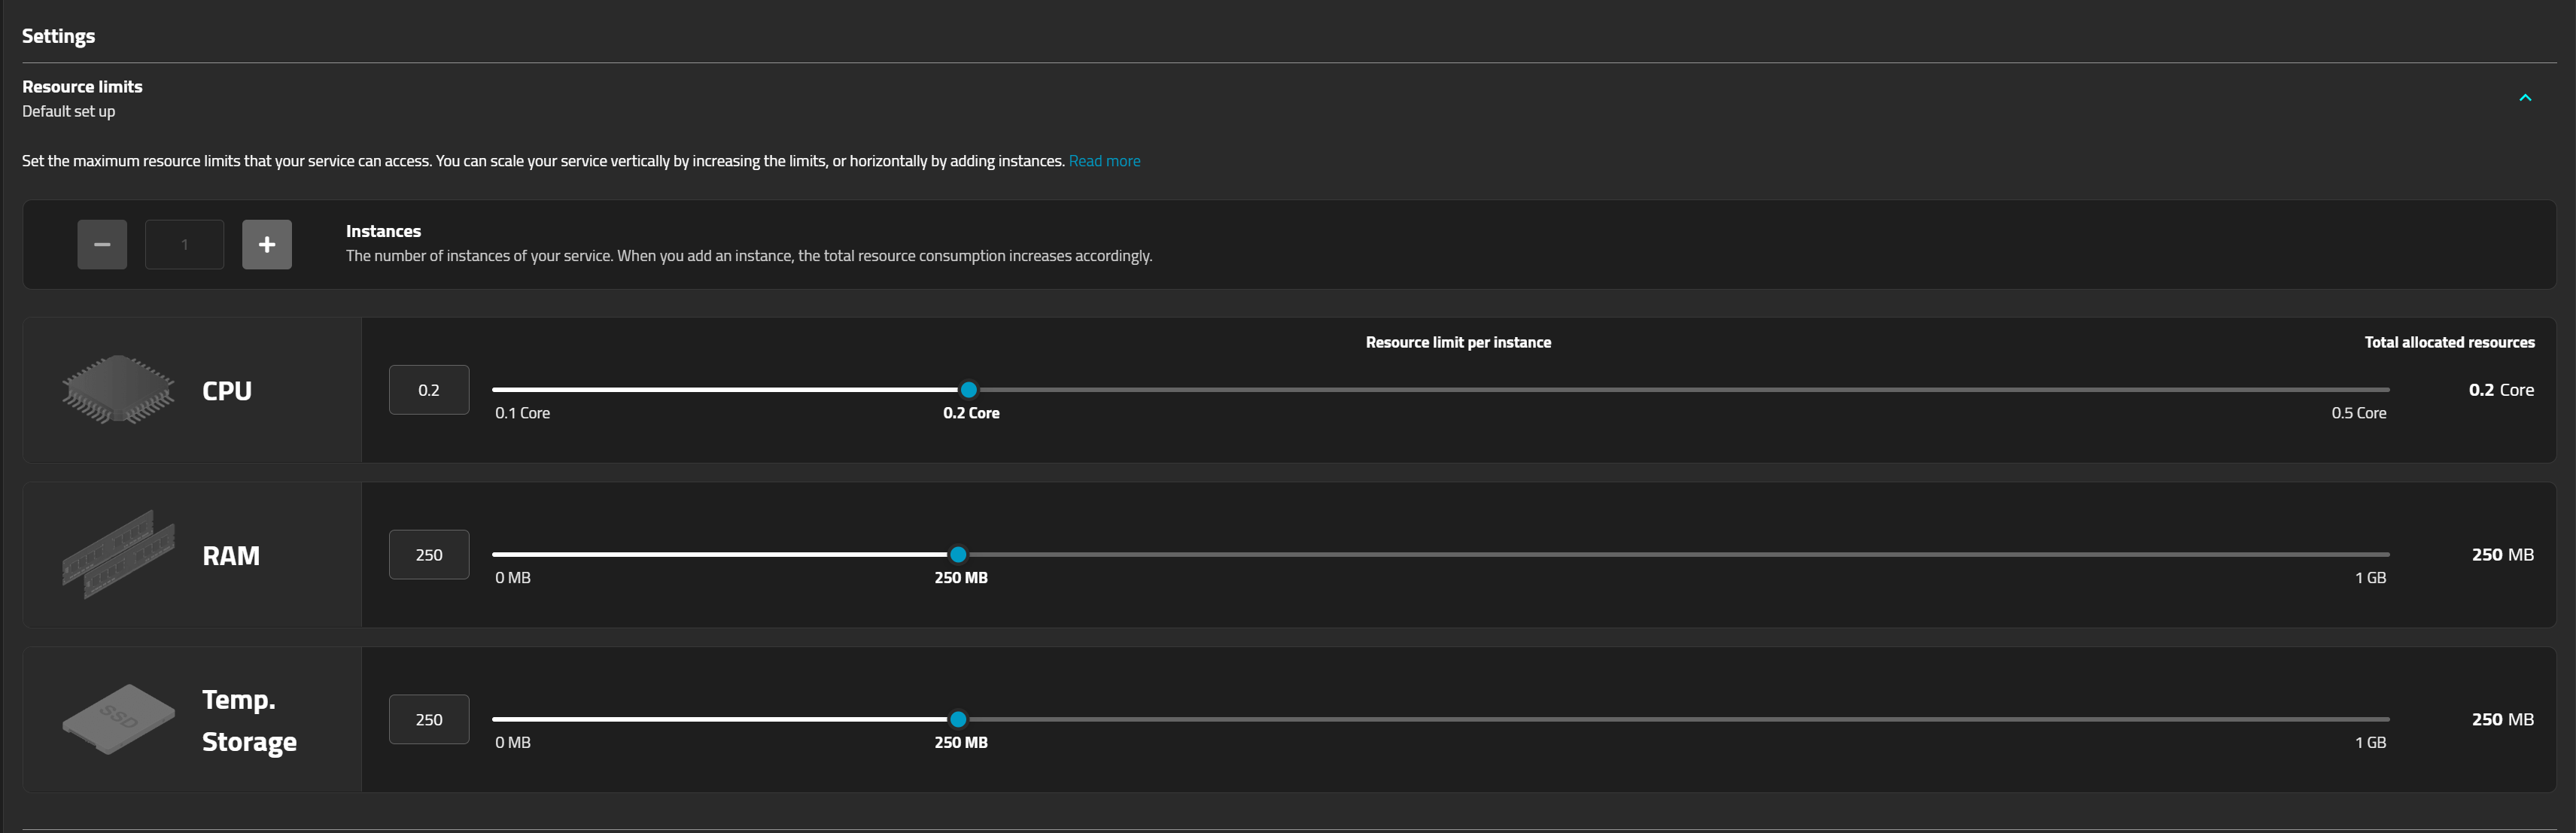 Settings
Resource limits
Default set up
Set the maximum resource limits that your service can access. You can scale your service vertically by increasing the limits, or horizontally by adding instances. Read more
1
Instances
The number of instances of your service. When you add an instance, the total resource consumption increases accordingly.
Resource limit per instance
Total allocated resources
CPU
0.2
0.1 Core
0.2 Core
0.5 Core
0.2 Core
RAM
250
0 MB
250 MB
1 GB
250 MB
SSD
Temp.
Storage
250
0 MB
250 MB
1 GB
250 MB